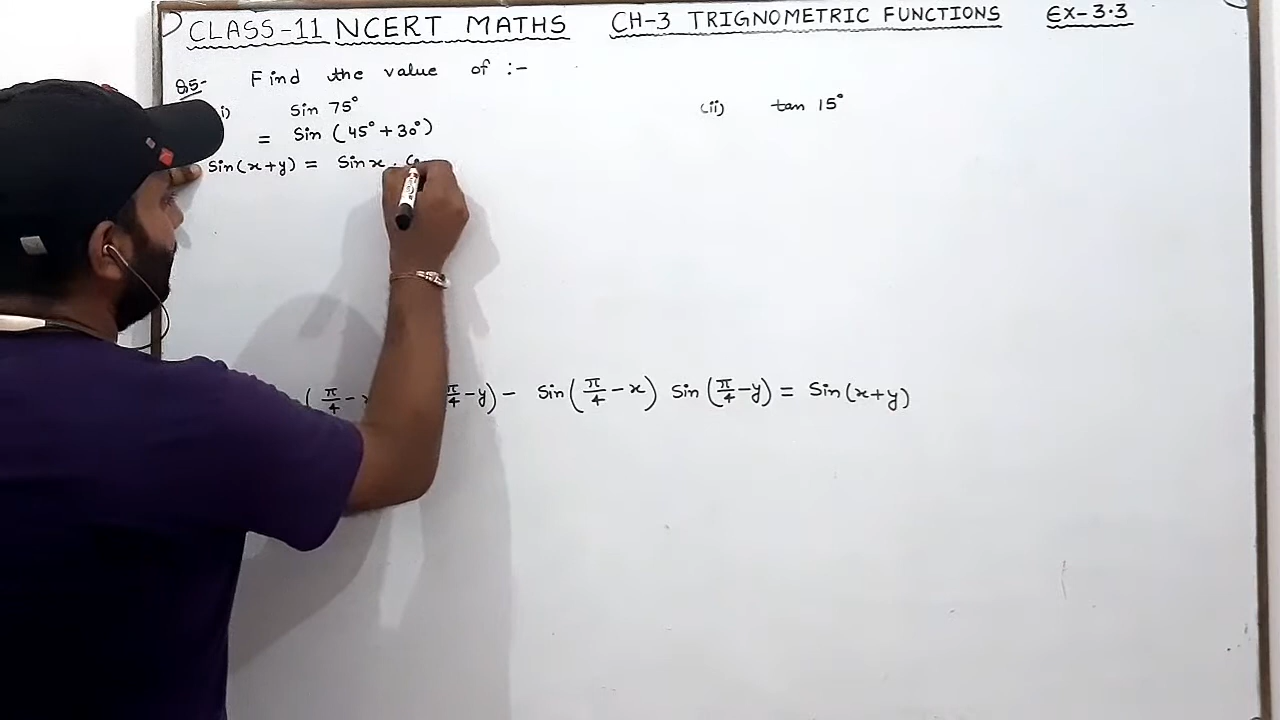 CLASS-11 NCERT MATHS CH-3 TRIGNOMETRIC FUNCTIONS EX-3.3
Q5- Find the value of :-
i) Sin 75° (ii) tan 15°
= Sin (45° + 30°)
Sin(x+y) = Sin x .
(π/4 - π/4 - y) - Sin(π/4 - x) Sin(π/4 - y) = Sin(x+y)